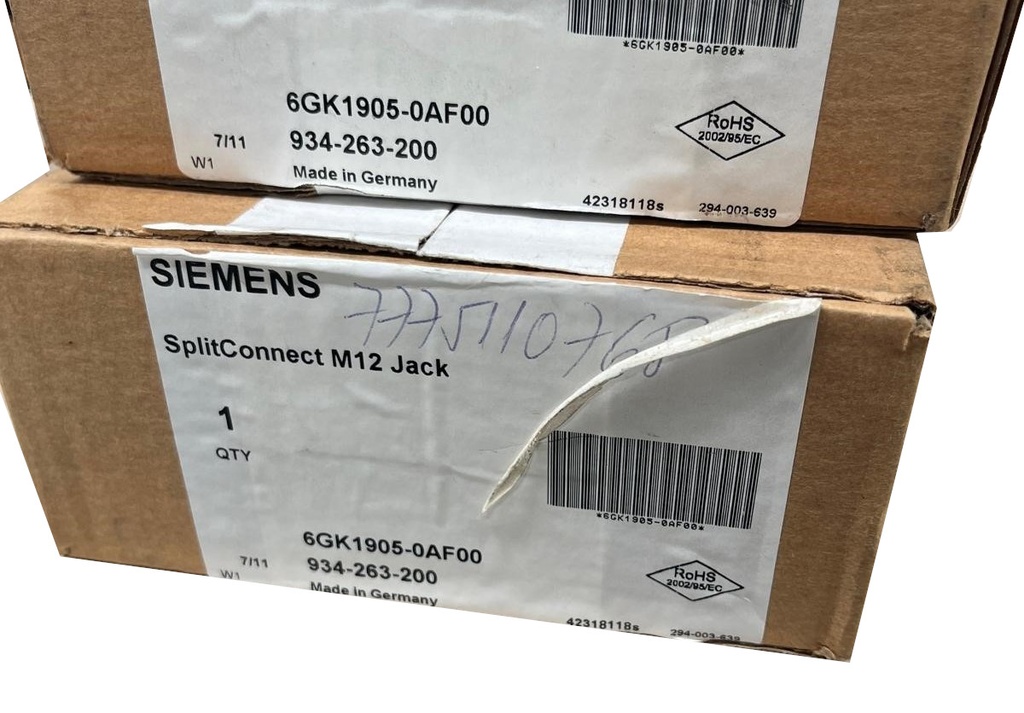 *6GK1905-0AF00*
6GK1905-0AF00
934-263-200
RoHS
2002/95/EC
7/11
W1
Made in Germany
42318118s
294-003-639
SIEMENS
SplitConnect M12 Jack
1
QTY
*6GK1905-0AF00*
6GK1905-0AF00
934-263-200
RoHS
2002/95/EC
7/11
W1
Made in Germany
42318118s
294-003-639